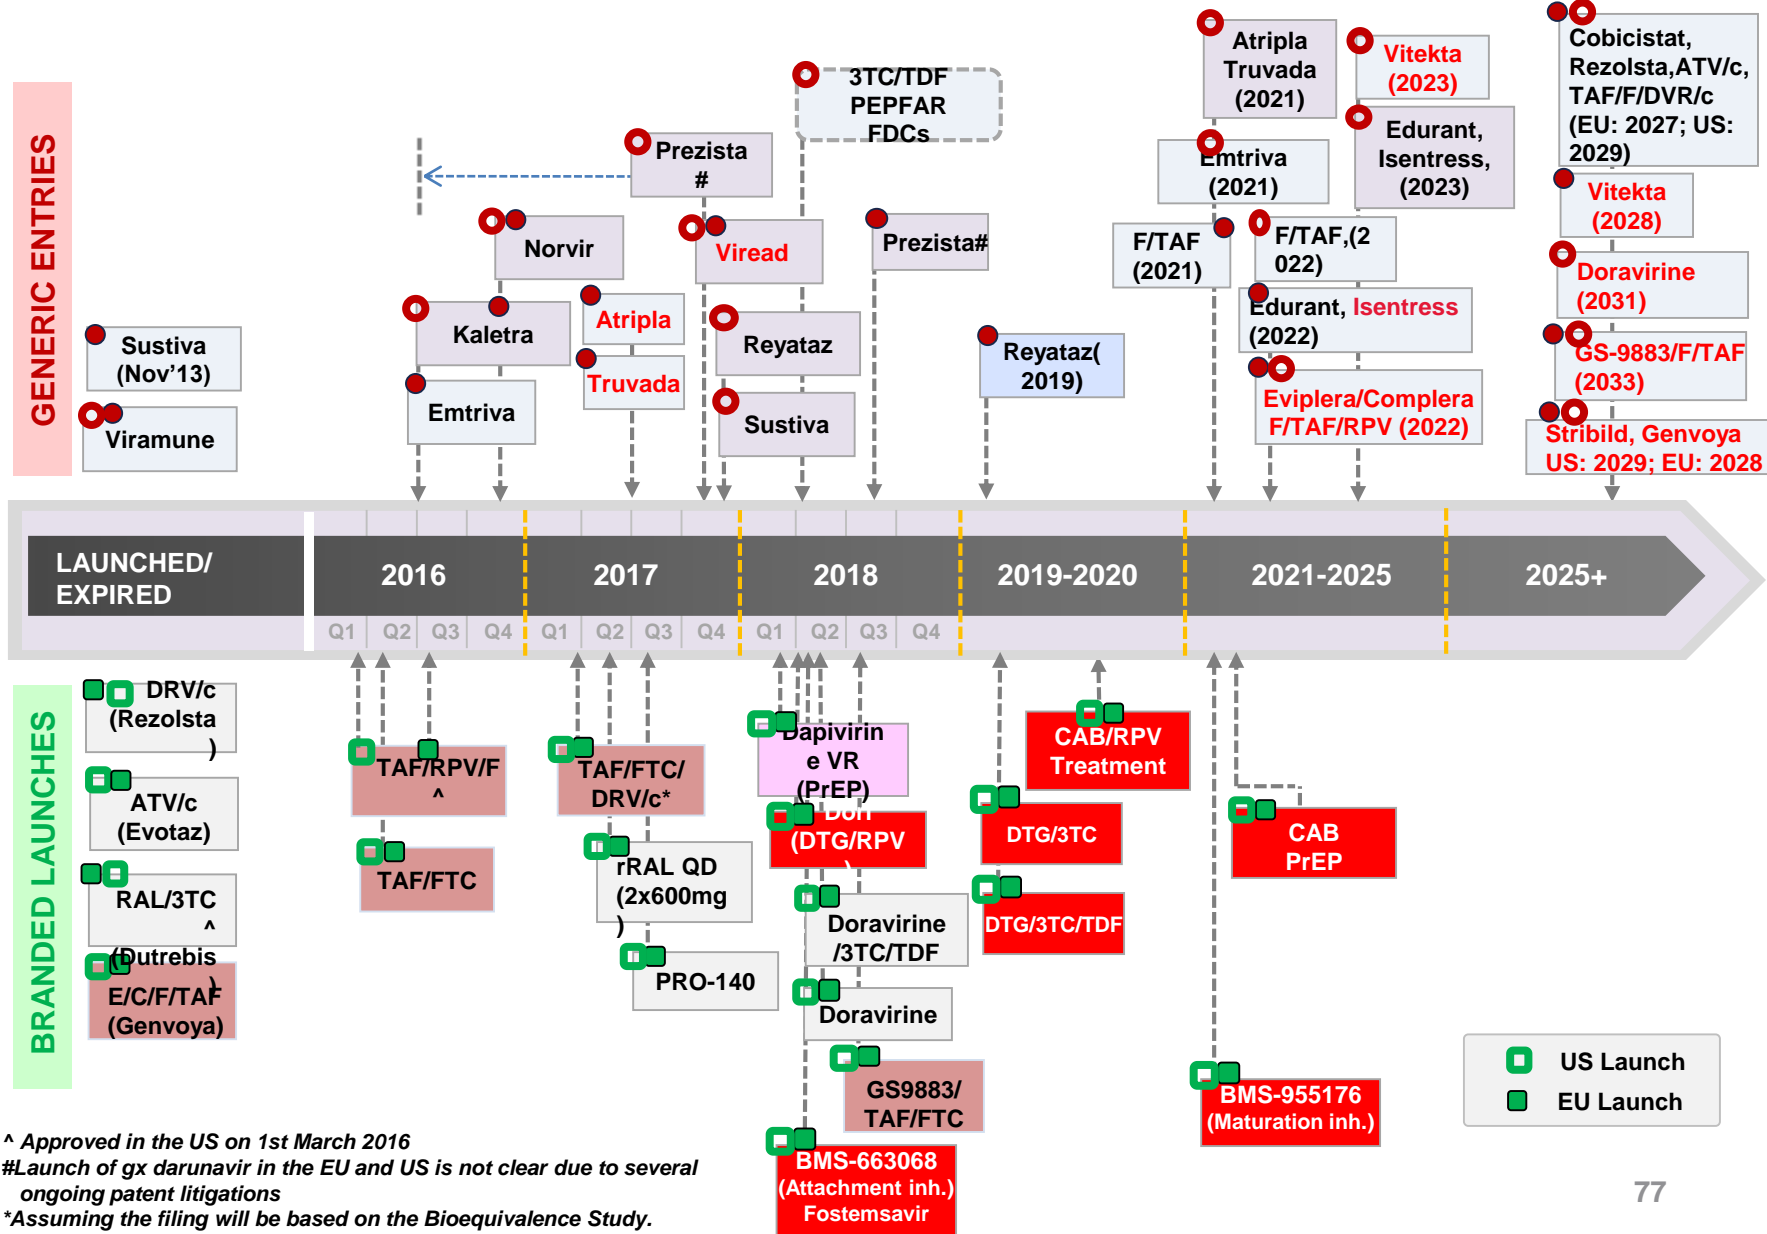 GENERIC ENTRIES
Sustiva
(Nov'13)
Viramune
Prezista
#
Norvir
Kaletra
Emtriva
Atripla
Truvada
3TC/TDF
PEPFAR
FDCs
Viread
Reyataz
Sustiva
Prezista#
Reyataz(
2019)
Atripla
Truvada
(2021)
Emtriva
(2021)
F/TAF
(2021)
Vitekta
(2023)
Edurant,
Isentress,
(2023)
F/TAF,(2
022)
Edurant, Isentress
(2022)
Eviplera/Complera
F/TAF/RPV (2022)
Cobicistat,
Rezolsta,ATV/c,
TAF/F/DVR/c
(EU: 2027; US:
2029)
Vitekta
(2028)
Doravirine
(2031)
GS-9883/F/TAF
(2033)
Stribild, Genvoya
US: 2029; EU: 2028
LAUNCHED/
EXPIRED
2016
2017
2018
2019-2020
2021-2025
2025+
Q1 Q2 Q3 Q4 Q1 Q2 Q3 Q4 Q1 Q2 Q3 Q4
BRANDED LAUNCHES
DRV/c
(Rezolsta
)
ATV/c
(Evotaz)
RAL/3TC
^
(Dutrebis
)
E/C/F/TAF
(Genvoya)
TAF/RPV/F
^
TAF/FTC
TAF/FTC/
DRV/c*
rRAL QD
(2x600mg
)
PRO-140
Dapivirin
e VR
(PrEP)
(DTG/RPV
)
Doravirine
/3TC/TDF
Doravirine
GS9883/
TAF/FTC
BMS-663068
(Attachment inh.)
Fostemsavir
CAB/RPV
Treatment
DTG/3TC
DTG/3TC/TDF
CAB
PrEP
BMS-955176
(Maturation inh.)
US Launch
EU Launch
^ Approved in the US on 1st March 2016
#Launch of gx darunavir in the EU and US is not clear due to several
ongoing patent litigations
*Assuming the filing will be based on the Bioequivalence Study.
77